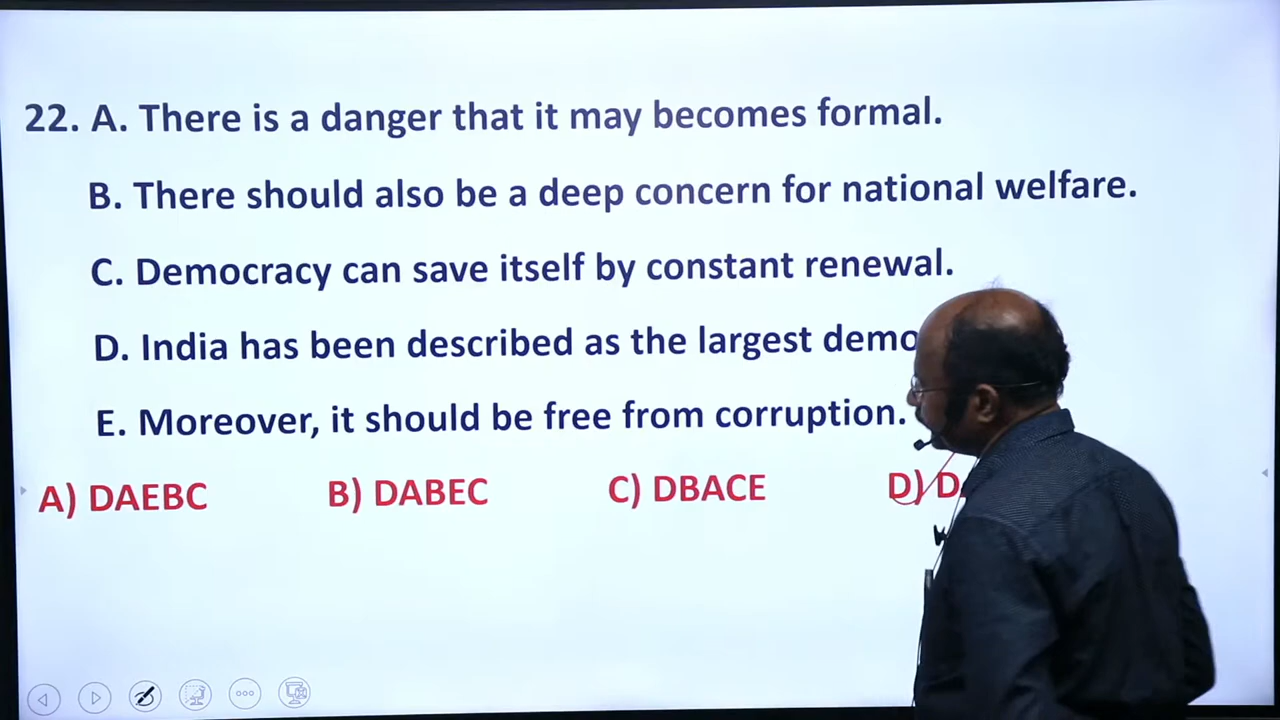 22. A. There is a danger that it may becomes formal.
B. There should also be a deep concern for national welfare.
C. Democracy can save itself by constant renewal.
D. India has been described as the largest demo
E. Moreover, it should be free from corruption.
A) DAEBC B) DABEC C) DBACE D) D